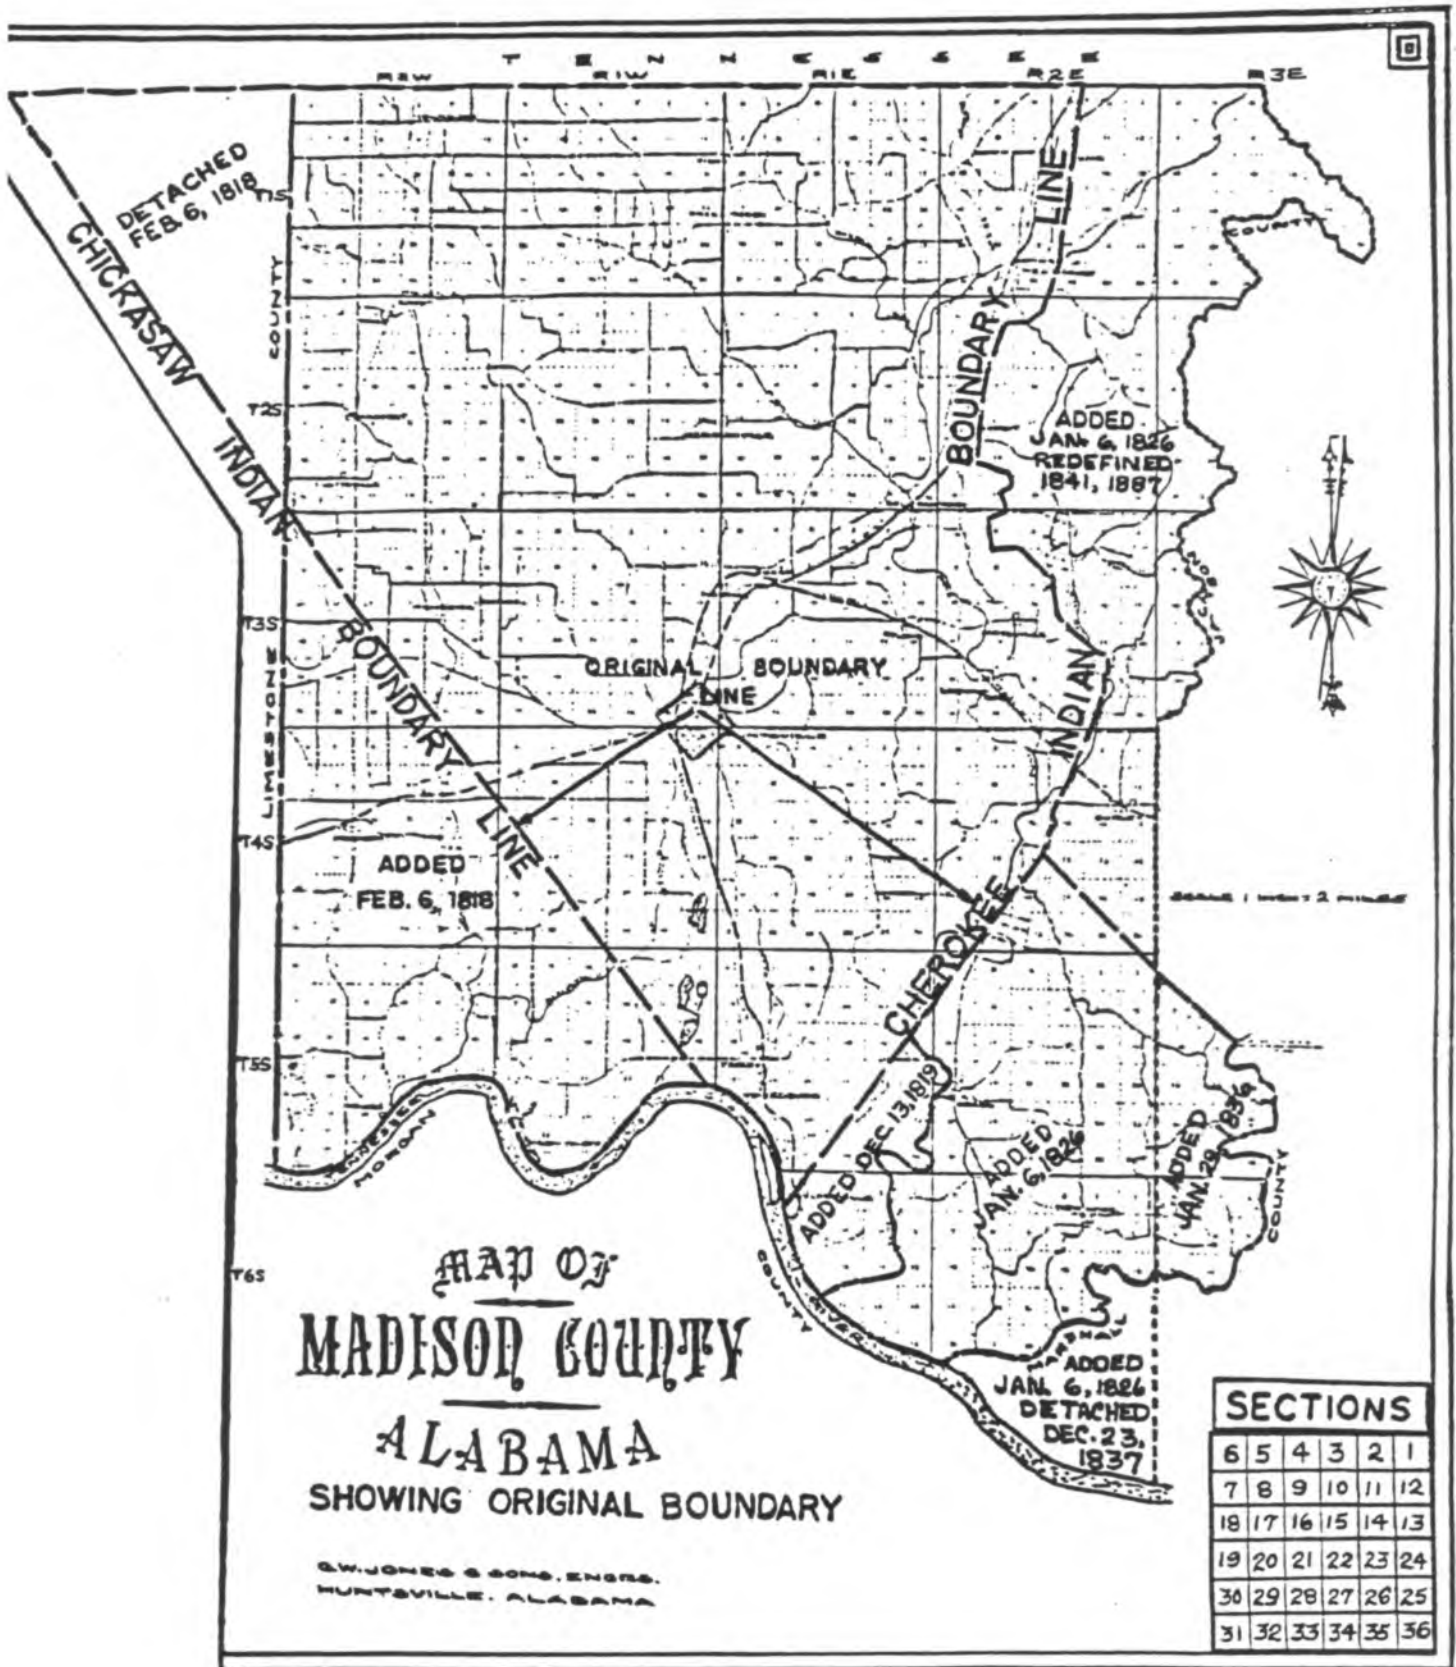 T E N N E S S E E
R2W R1W R1E R2E R3E
DETACHED
FEB. 6, 1818
T1S
CHICKASAW INDIAN BOUNDARY LINE
COUNTY
LIMESTONE
T2S
T3S
T4S
T5S
T6S
BOUNDARY LINE
COUNTY
ADDED
JAN. 6, 1826
REDEFINED
1841, 1887
JACKSON
ORIGINAL BOUNDARY
LINE
INDIAN
CHEROKEE
ADDED
FEB. 6, 1818
SCALE 1 INCH = 2 MILES
ADDED DEC. 13, 1819
ADDED
JAN. 6, 1826
ADDED
JAN. 29, 1836
COUNTY
TENNESSEE
MORGAN
COUNTY
RIVER
MARSHALL
ADDED
JAN. 6, 1826
DETACHED
DEC. 23,
1837
MAP OF
MADISON COUNTY
ALABAMA
SHOWING ORIGINAL BOUNDARY
G.W. JONES & SONS, ENGRS.
HUNTSVILLE, ALABAMA
SECTIONS
6 5 4 3 2 1
7 8 9 10 11 12
18 17 16 15 14 13
19 20 21 22 23 24
30 29 28 27 26 25
31 32 33 34 35 36